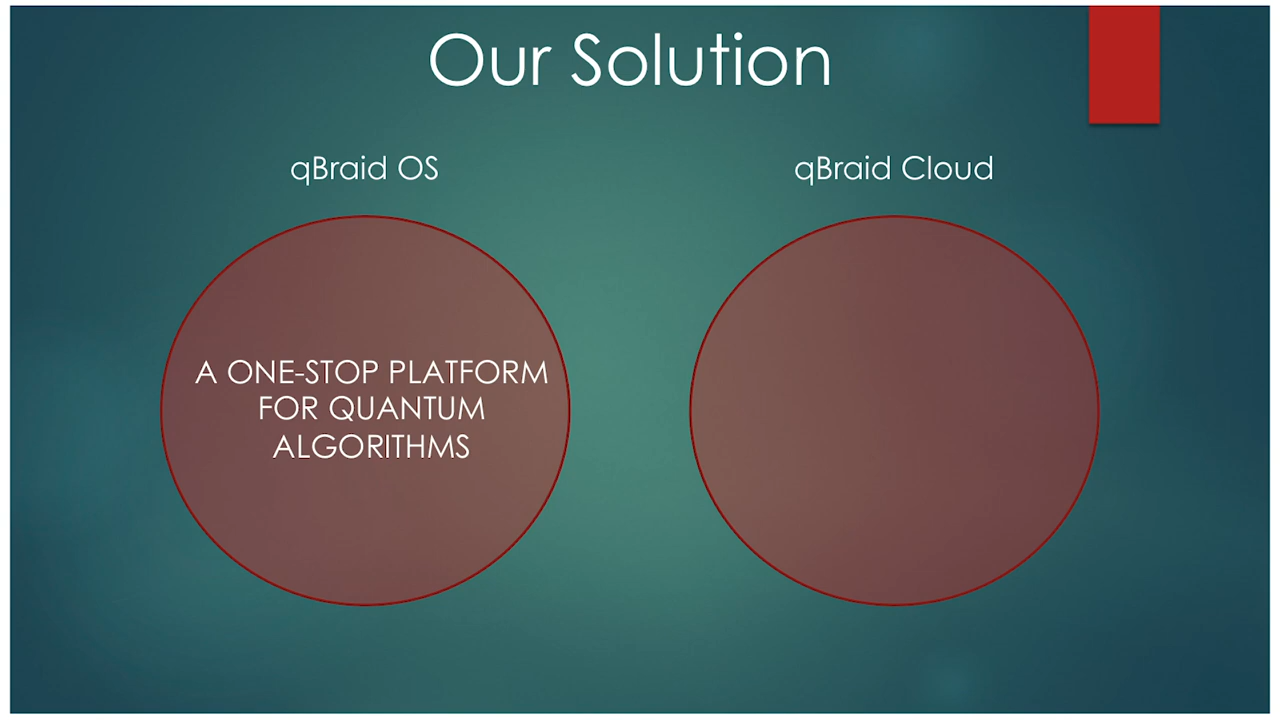 Our Solution
qBraid OS
qBraid Cloud
A ONE-STOP PLATFORM
FOR QUANTUM
ALGORITHMS